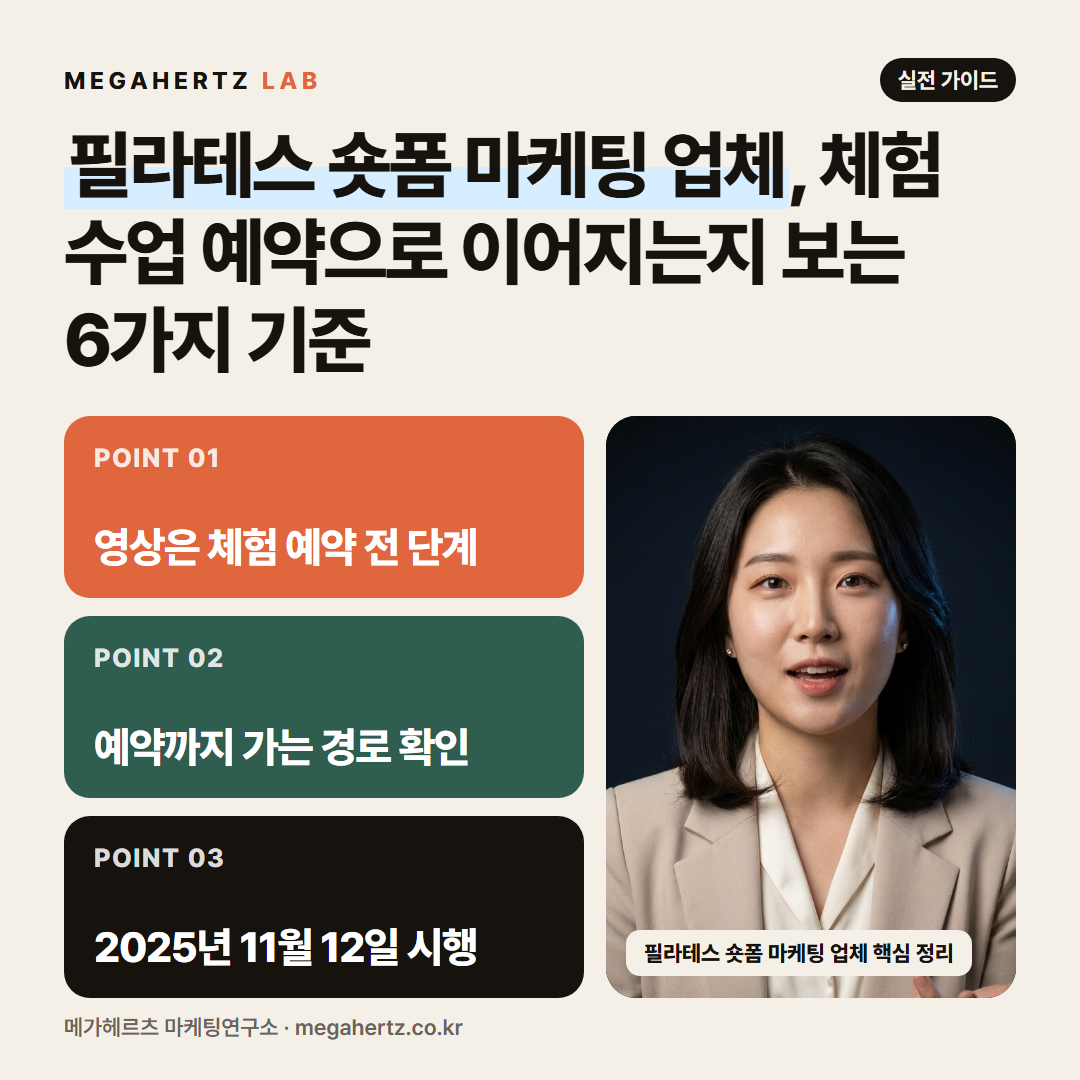 MEGAHERTZ LAB
실전 가이드
필라테스 숏폼 마케팅 업체, 체험
수업 예약으로 이어지는지 보는
6가지 기준
POINT 01
영상은 체험 예약 전 단계
POINT 02
예약까지 가는 경로 확인
POINT 03
2025년 11월 12일 시행
필라테스 숏폼 마케팅 업체 핵심 정리
메가헤르츠 마케팅연구소 · megahertz.co.kr